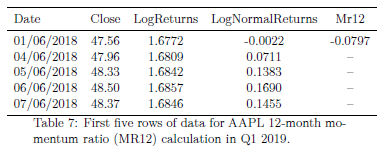 Date Close LogReturns LogNormalReturns Mr12
01/06/2018 47.56 1.6772 -0.0022 -0.0797
04/06/2018 47.96 1.6809 0.0711 –
05/06/2018 48.33 1.6842 0.1383 –
06/06/2018 48.50 1.6857 0.1690 –
07/06/2018 48.37 1.6846 0.1455 –
Table 7: First five rows of data for AAPL 12-month mo-
mentum ratio (MR12) calculation in Q1 2019.